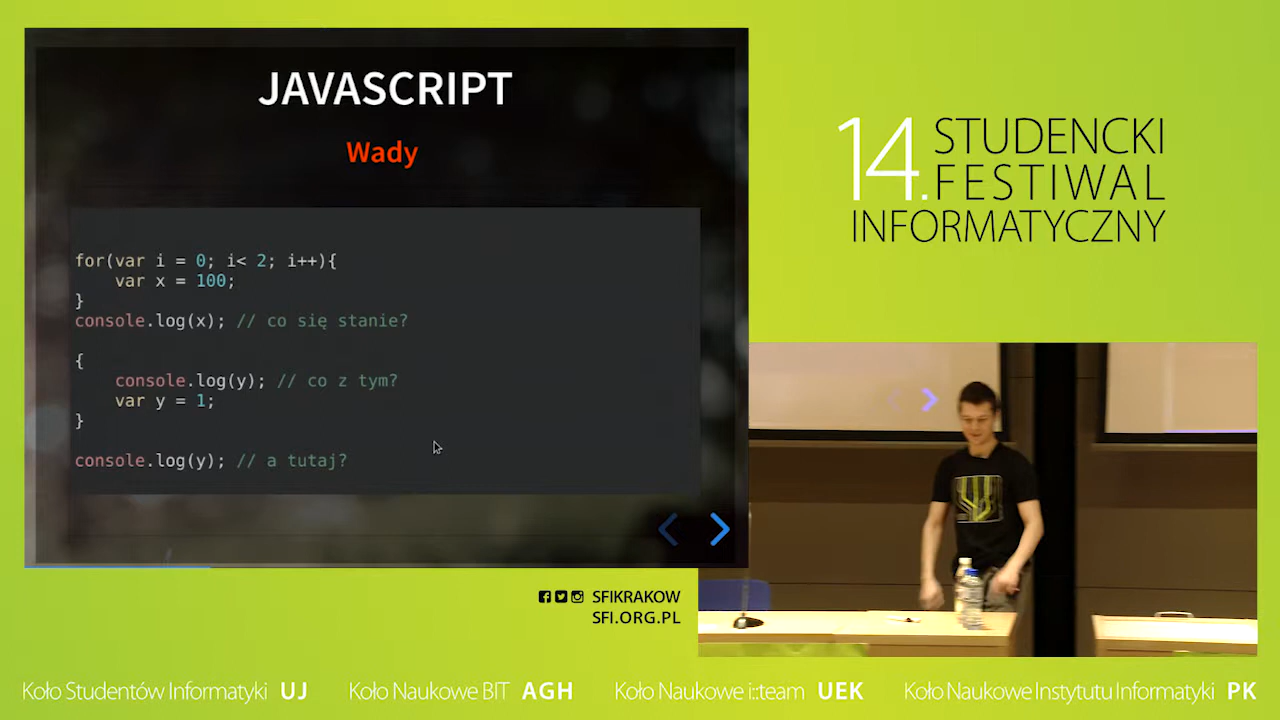 JAVASCRIPT
Wady
for(var i = 0; i< 2; i++){
    var x = 100;
}
console.log(x); // co się stanie?
{
    console.log(y); // co z tym?
    var y = 1;
}
console.log(y); // a tutaj?
14. STUDENCKI
FESTIWAL
INFORMATYCZNY
SFIKRAKOW
SFI.ORG.PL
Koło Studentów Informatyki UJ
Koło Naukowe BIT AGH
Koło Naukowe i::team UEK
Koło Naukowe Instytutu Informatyki PK